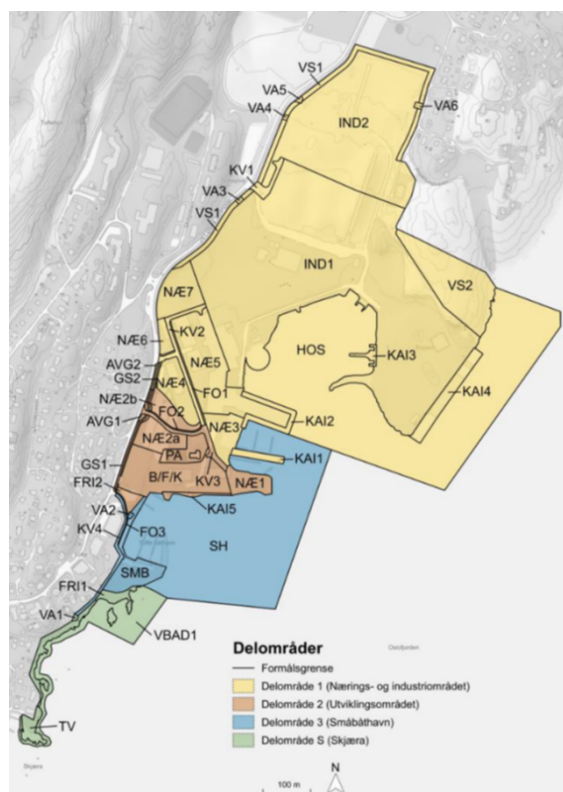 VS1
VA5
VA4
IND2
VA6
KV1
VA3
VS1
IND1
VS2
NÆ7
HOS
KV2
NÆ6
NÆ5
KAI3
AVG2
GS2
NÆ4
KAI4
NÆ2b
FO1
FO2
AVG1
KAI2
NÆ3
NÆ2a
PA
KAI1
GS1
B/F/K
KV3
NÆ1
FRI2
KAI5
VA2
KV4
FO3
SH
SMB
FRI1
VA1
VBAD1
TV
Delområder
Oslofjorden
Formålsgrense
Delområde 1 (Nærings- og industriområdet)
Delområde 2 (Utviklingsområdet)
Delområde 3 (Småbåthavn)
Delområde S (Skjæra)
Skjæra
100 m
N